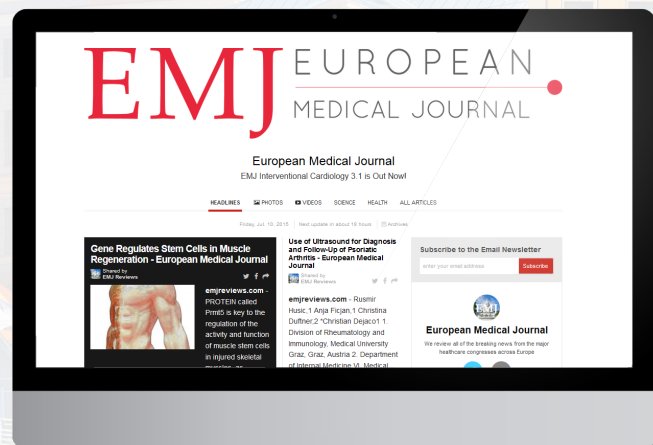 EMJ EUROPEAN
MEDICAL JOURNAL
European Medical Journal
EMJ Interventional Cardiology 3.1 is Out Now!
HEADLINES PHOTOS VIDEOS SCIENCE HEALTH ALL ARTICLES
Friday, Jul. 10, 2015 Next update in about 19 hours Archives
Gene Regulates Stem Cells in Muscle
Regeneration - European Medical Journal
Shared by
EMJ Reviews
emjreviews.com -
PROTEIN called
Prmt5 is key to the
regulation of the
activity and function
of muscle stem cells
in injured skeletal
muscles, as
Use of Ultrasound for Diagnosis
and Follow-Up of Psoriatic
Arthritis - European Medical
Journal
Shared by
EMJ Reviews
emjreviews.com - Rusmir
Husic,1 Anja Ficjan,1 Christina
Duftner,2 *Christian Dejaco1 1.
Division of Rheumatology and
Immunology, Medical University
Graz, Graz, Austria 2. Department
of Internal Medicine VI, Medical
Subscribe to the Email Newsletter
enter your email address Subscribe
European Medical Journal
We review all of the breaking news from the major
healthcare congresses across Europe